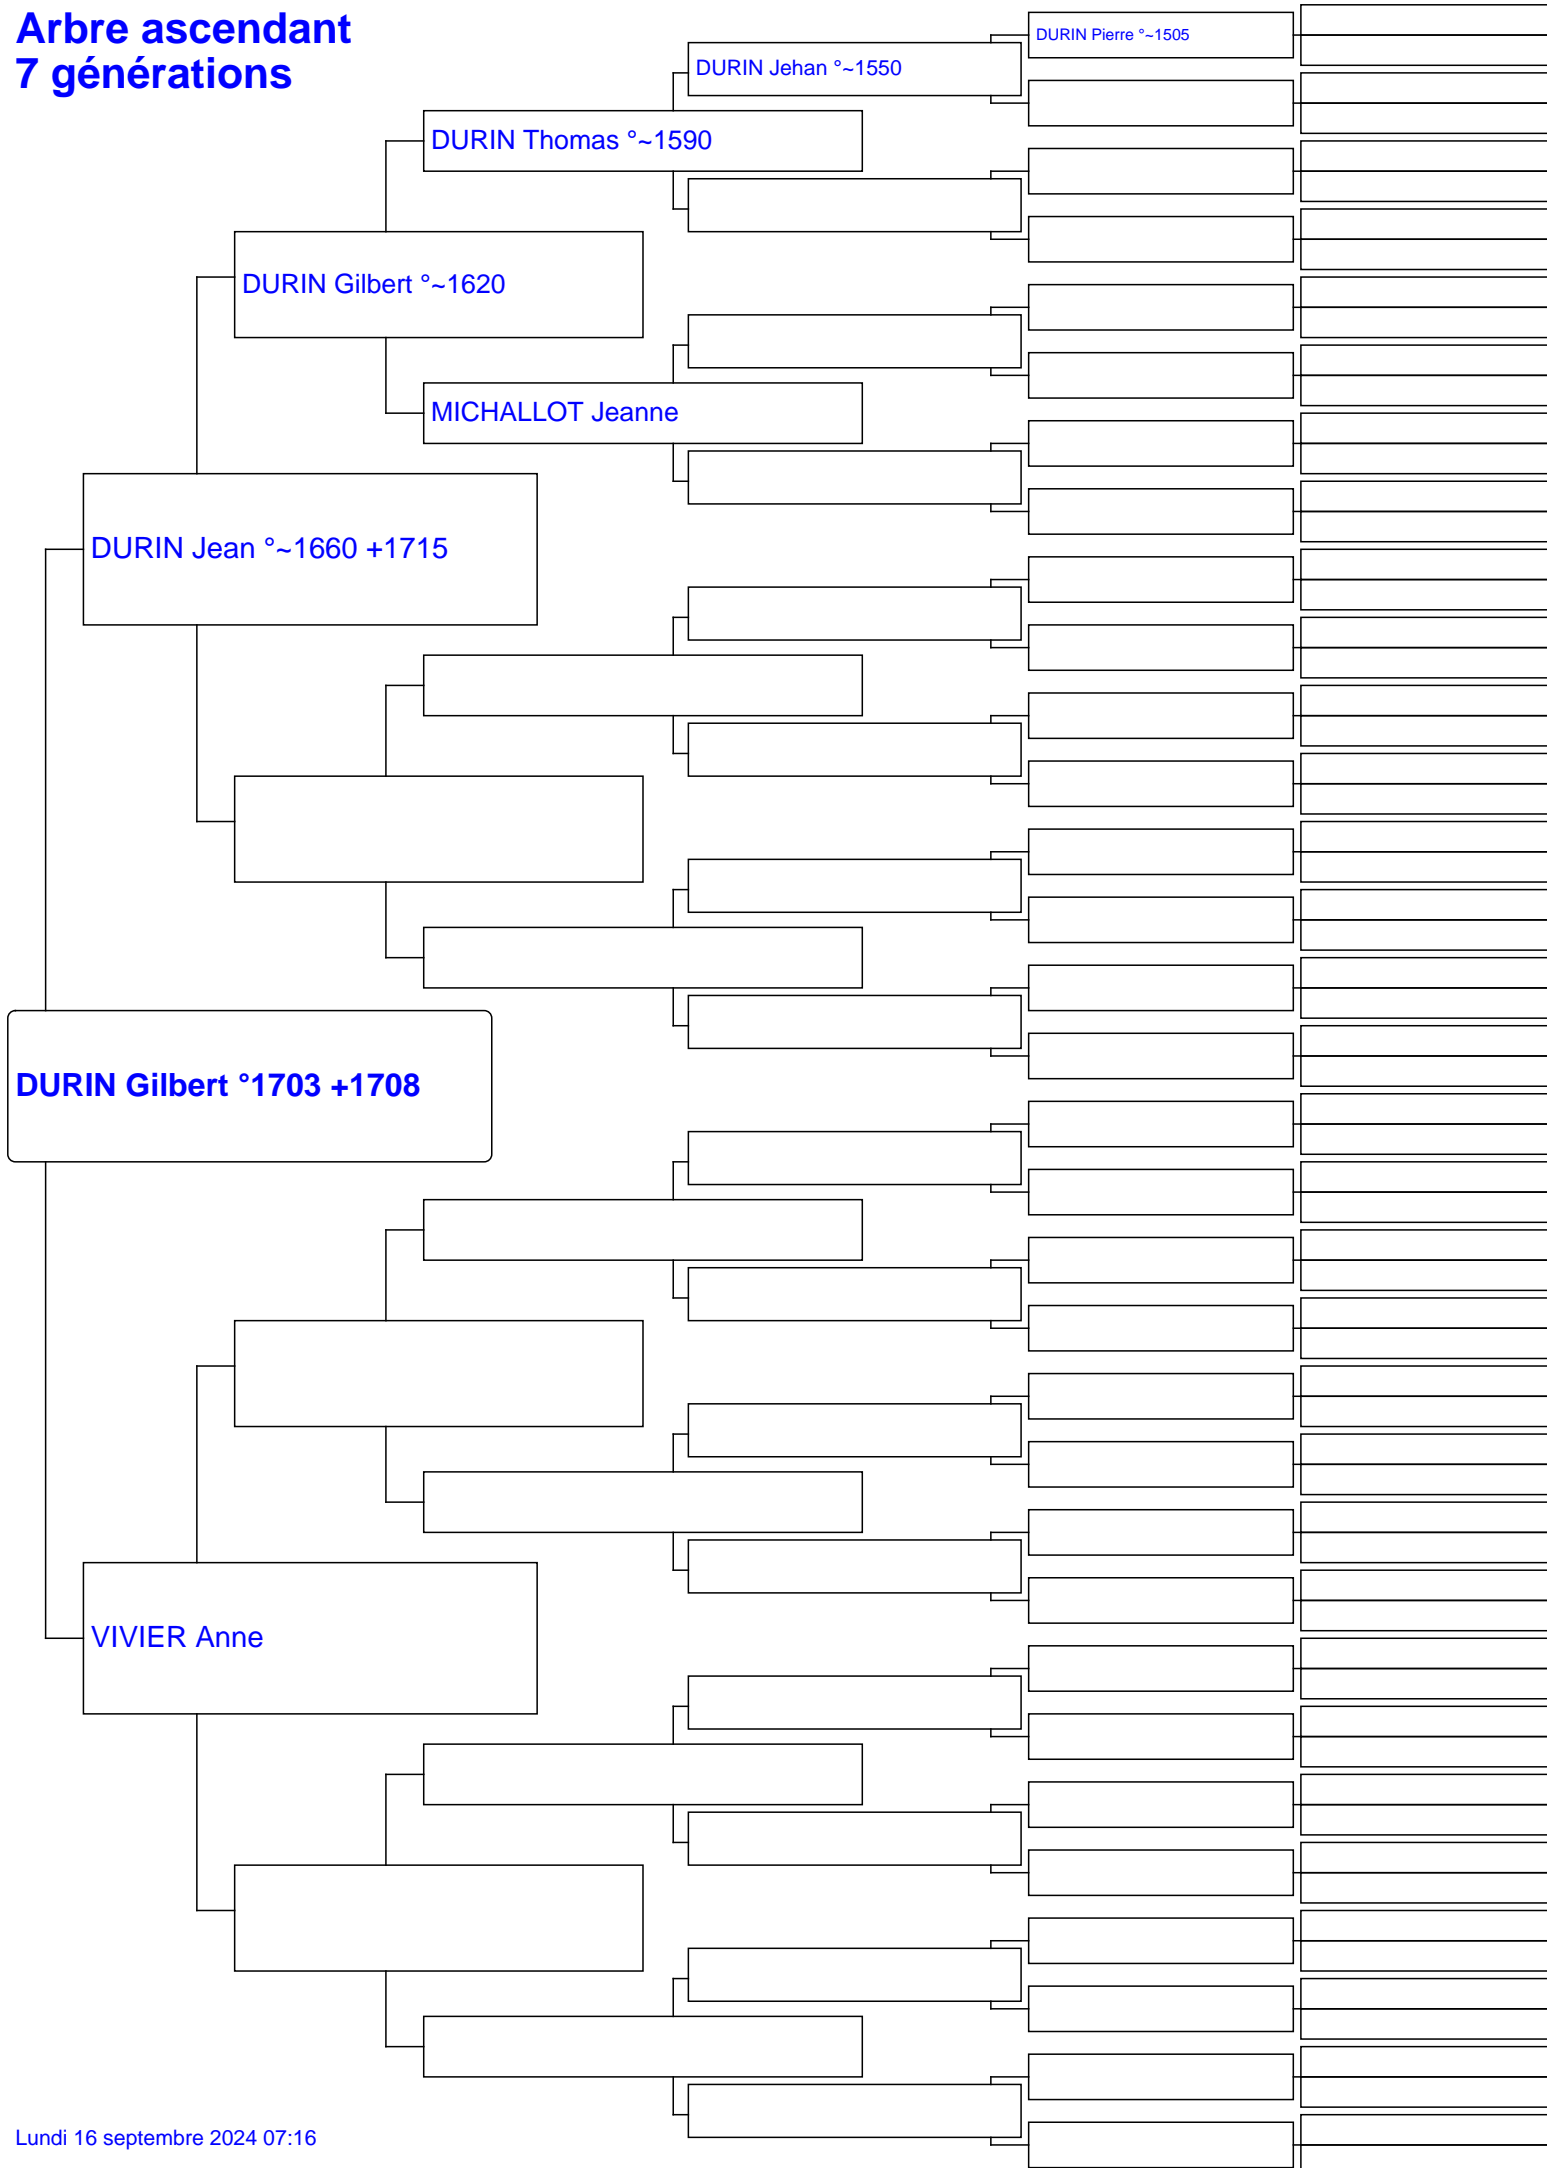 Arbre ascendant
7 générations
DURIN Pierre °~1505
DURIN Jehan °~1550
DURIN Thomas °~1590
DURIN Gilbert °~1620
MICHALLOT Jeanne
DURIN Jean °~1660 +1715
DURIN Gilbert °1703 +1708
VIVIER Anne
Lundi 16 septembre 2024 07:16